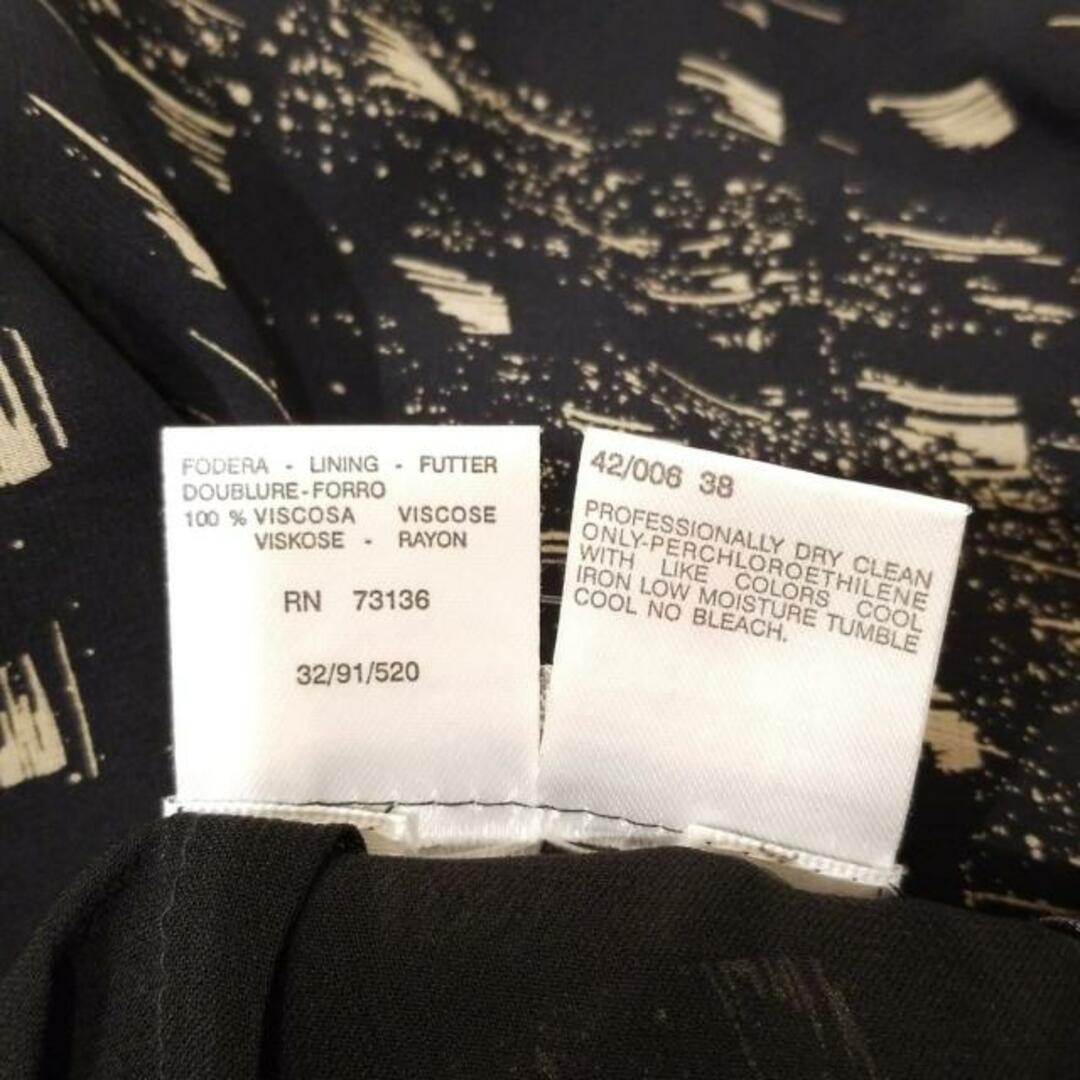 FODERA - LINING - FUTTER
DOUBLURE-FORRO
100 % VISCOSA VISCOSE
VISKOSE - RAYON
RN 73136
32/91/520
42/006 38
PROFESSIONALLY DRY CLEAN
ONLY-PERCHLOROETHILENE
WITH LIKE COLORS COOL
IRON LOW MOISTURE TUMBLE
COOL NO BLEACH.